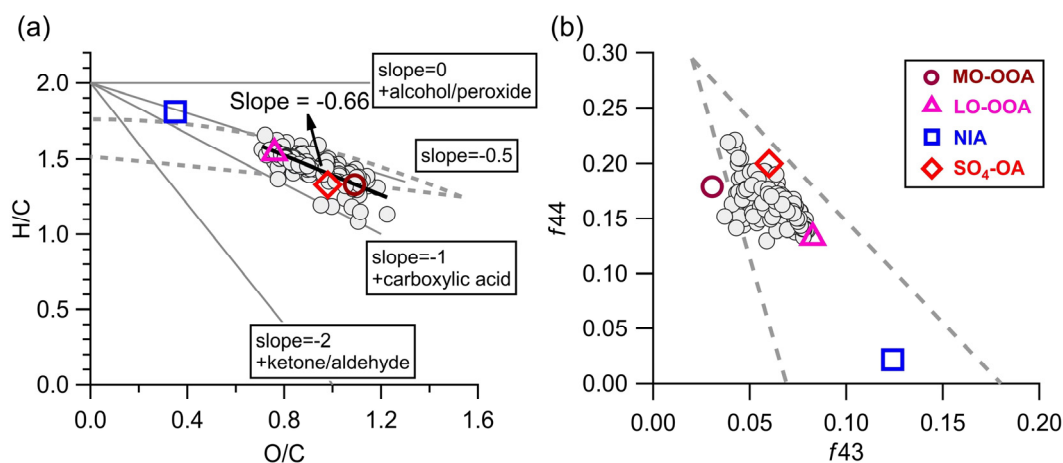 (a)
(b)
slope=0
+alcohol/peroxide
Slope = -0.66
slope=-0.5
slope=-1
+carboxylic acid
slope=-2
+ketone/aldehyde
H/C
2.0
1.5
1.0
0.5
0.0
0.0 0.4 0.8 1.2 1.6
O/C
MO-OOA
LO-OOA
NIA
SO₄-OA
f44
0.30
0.25
0.20
0.15
0.10
0.05
0.00
0.00 0.05 0.10 0.15 0.20
f43